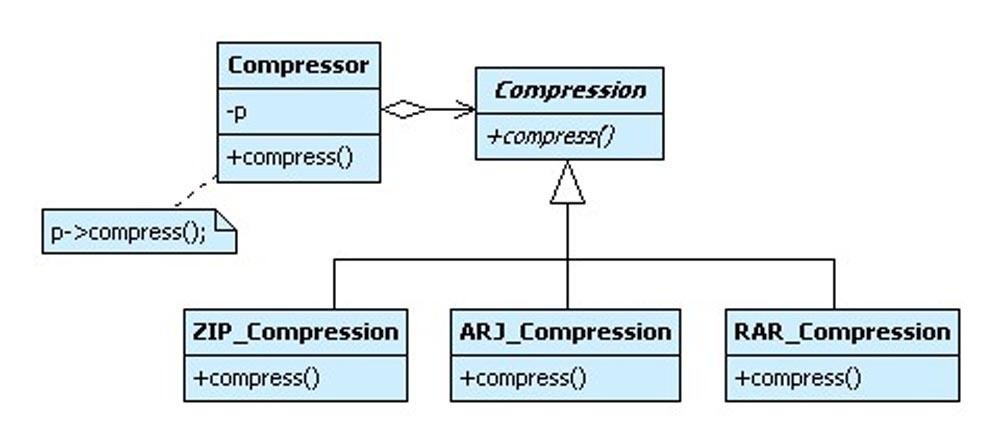 Compressor
-p
+compress()
p->compress();
Compression
+compress()
ZIP_Compression
+compress()
ARJ_Compression
+compress()
RAR_Compression
+compress()